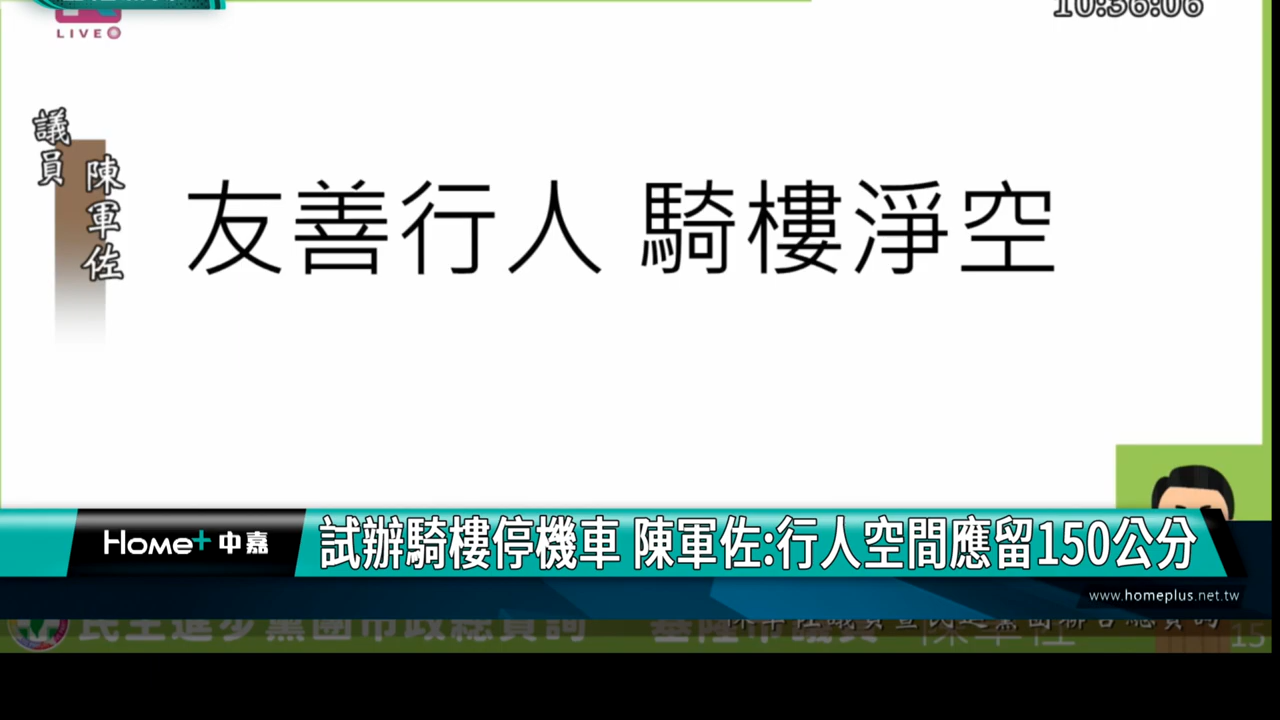 10:36:06
LIVE
議員
陳軍佐
友善行人 騎樓淨空
Home+ 中嘉
試辦騎樓停機車 陳軍佐:行人空間應留150公分
www.homeplus.net.tw
民主進步黨團市政總質詢 基隆市議員 陳軍佐
15